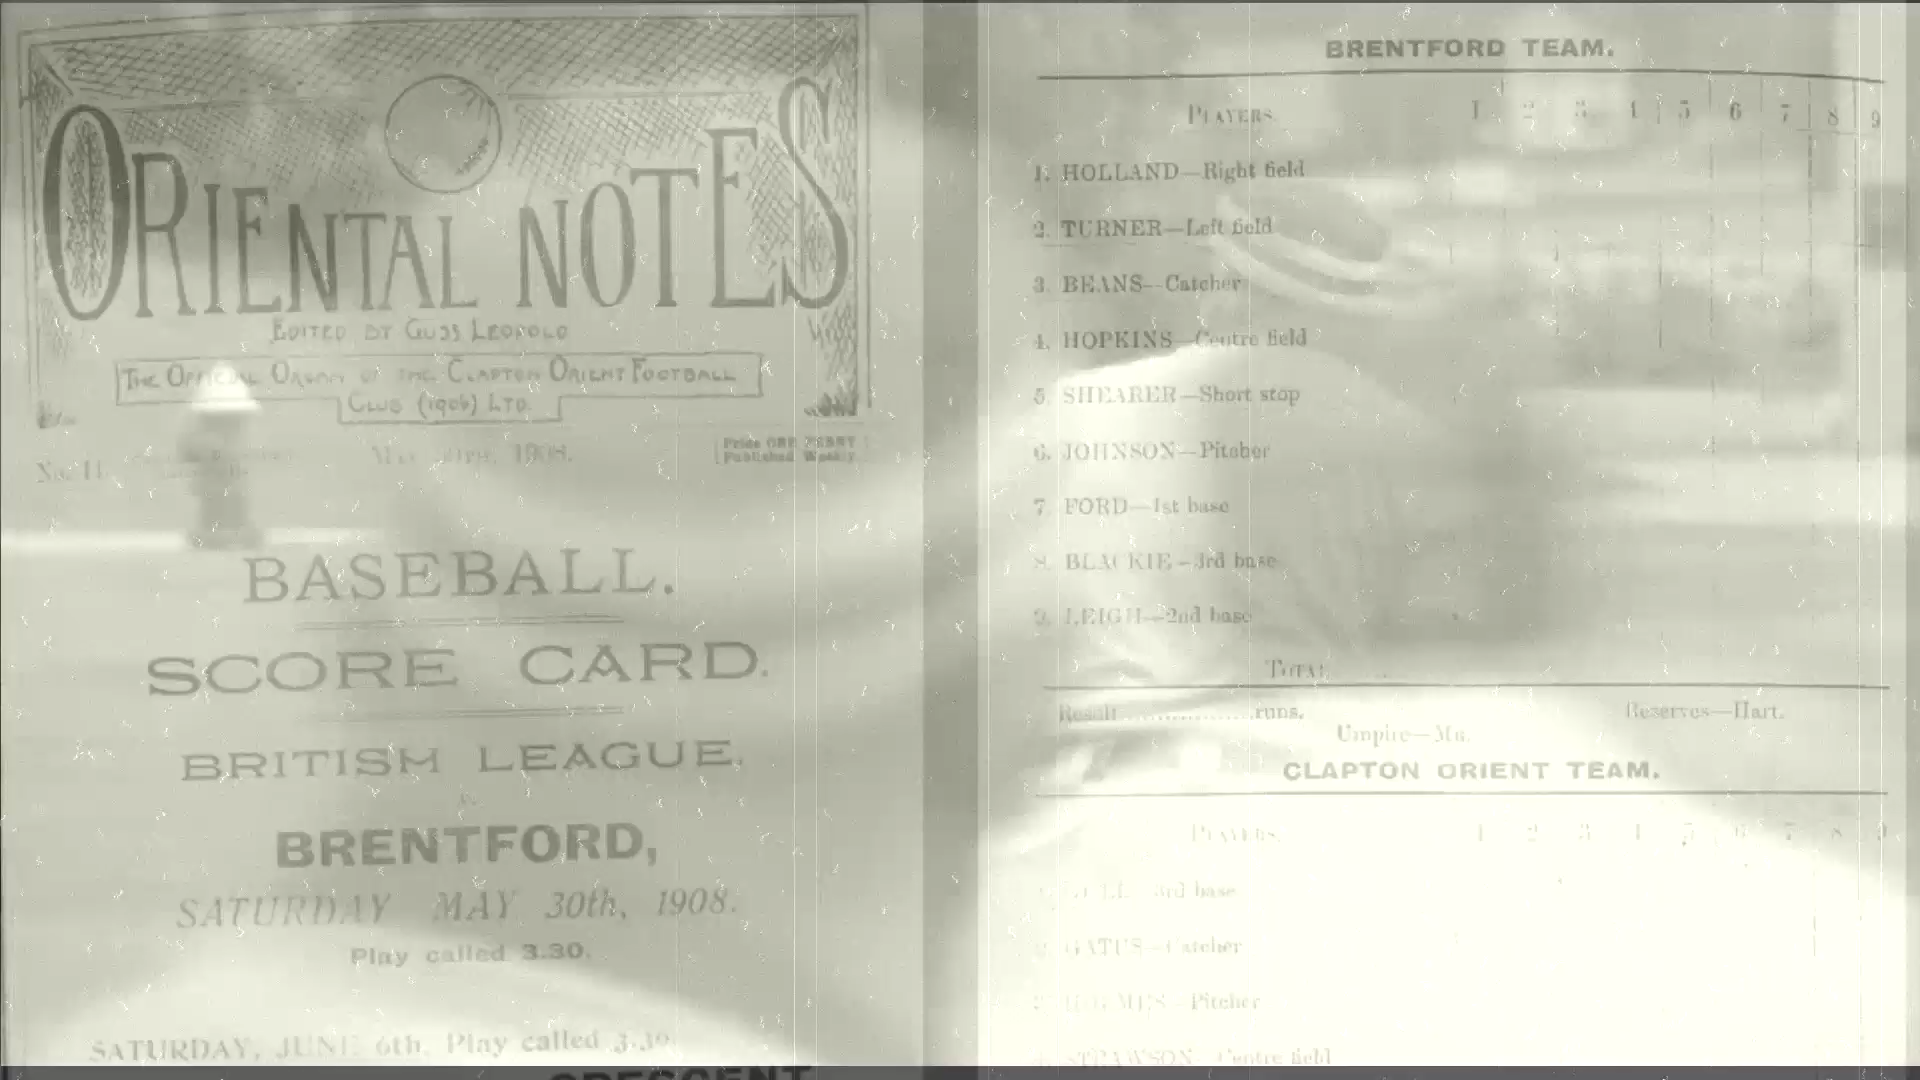 ORIENTAL NOTES
EDITED BY GUSS LEOPOLD
THE OFFICIAL ORGAN OF THE CLAPTON ORIENT FOOTBALL
CLUB (1906) LTD.
No. 11. 1908. Price ONE PENNY
Published Weekly.
BASEBALL.
SCORE CARD.
BRITISH LEAGUE.
v.
BRENTFORD,
SATURDAY MAY 30th, 1908.
Play called 3.30.
SATURDAY, JUNE 6th. Play called 3.30
CRESCENT
BRENTFORD TEAM.
PLAYERS. 1 2 3 4 5 6 7 8 9
1. HOLLAND—Right field
2. TURNER—Left field
3. BEANS—Catcher
4. HOPKINS—Centre field
5. SHEARER—Short stop
6. JOHNSON—Pitcher
7. FORD—1st base
8. BLACKIE—3rd base
9. LEIGH—2nd base
TOTAL
Result..................runs. Reserves—Hart.
Umpire—MR.
CLAPTON ORIENT TEAM.
PLAYERS. 1 2 3 4 5 6 7 8 9
3rd base
Catcher
Pitcher
STRAWSON—Centre field